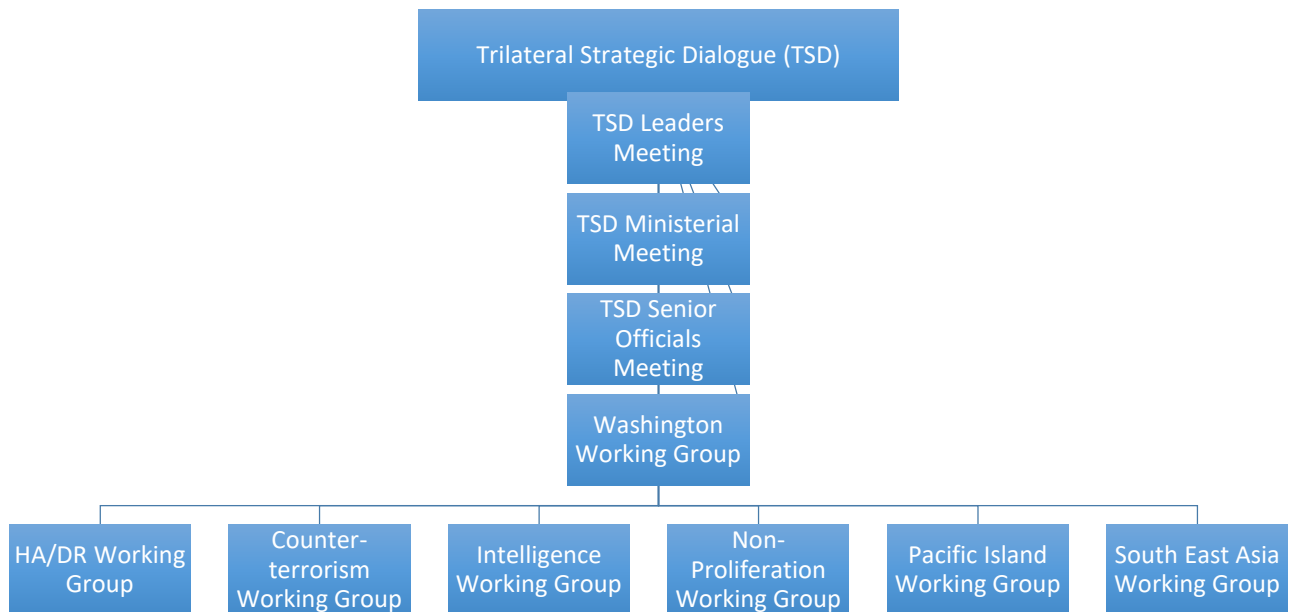 Trilateral Strategic Dialogue (TSD)
TSD Leaders
Meeting
TSD Ministerial
Meeting
TSD Senior
Officials
Meeting
Washington
Working Group
HA/DR Working
Group
Counter-
terrorism
Working Group
Intelligence
Working Group
Non-
Proliferation
Working Group
Pacific Island
Working Group
South East Asia
Working Group